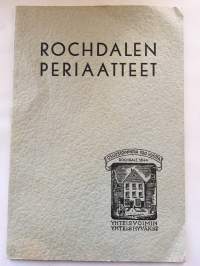 ROCHDALEN
PERIAATTEET
ROCHDALE 1844
YHTEISVOIMIN
YHTEISHYVÄKSI